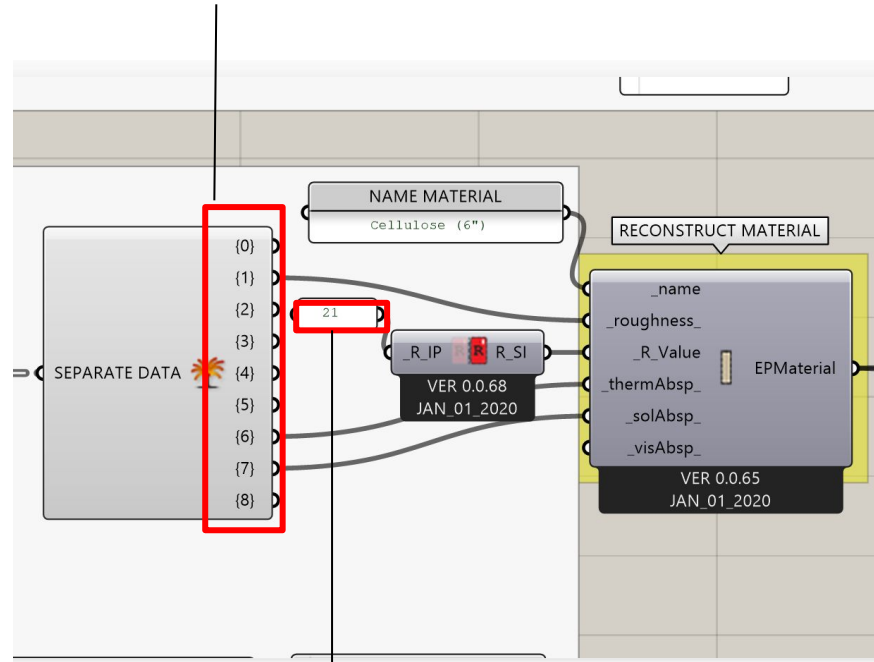 NAME MATERIAL
Cellulose (6")
RECONSTRUCT MATERIAL
SEPARATE DATA
{0}
{1}
{2}
{3}
{4}
{5}
{6}
{7}
{8}
21
_R_IP R R R_SI
VER 0.0.68
JAN_01_2020
_name
_roughness_
_R_Value
_thermAbsp_
_solAbsp_
_visAbsp_
EPMaterial
VER 0.0.65
JAN_01_2020